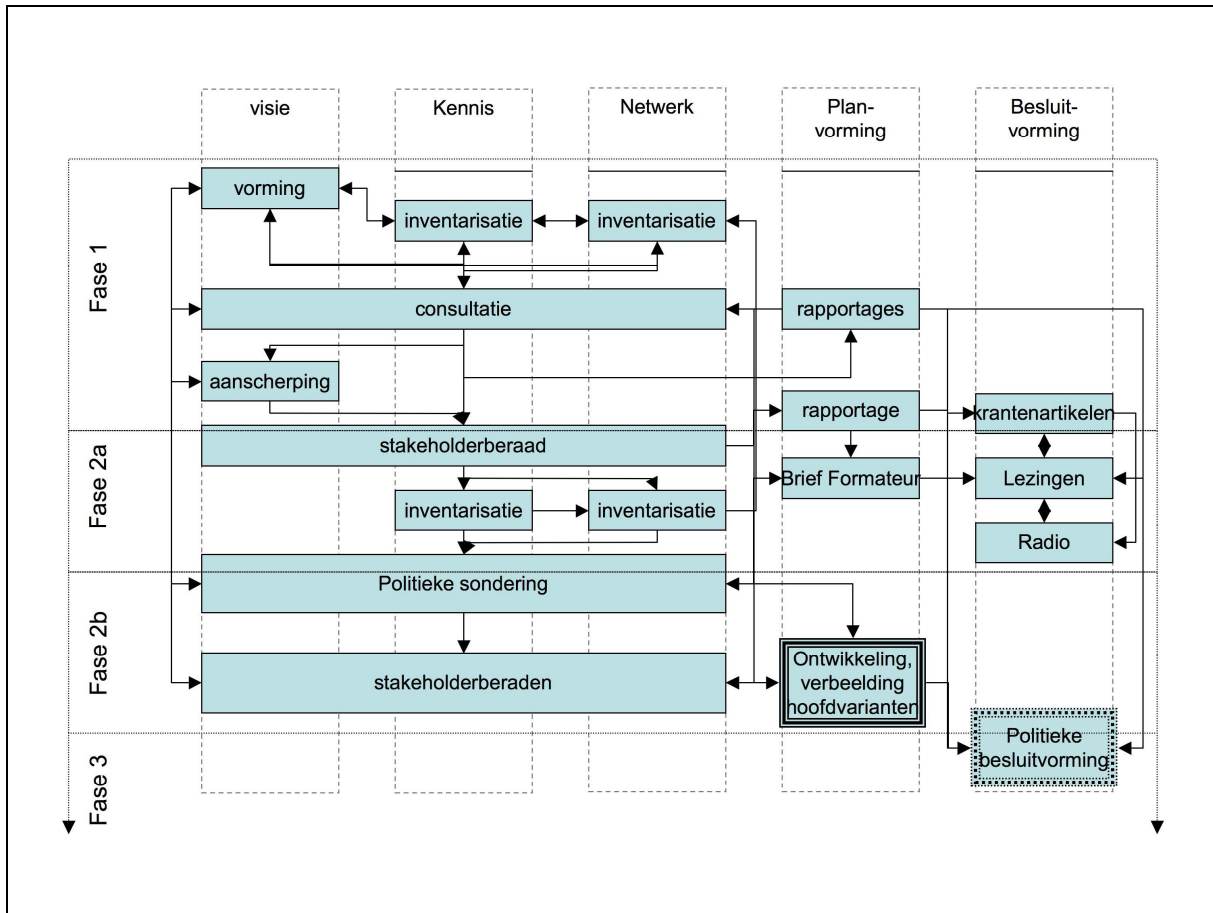 visie
Kennis
Netwerk
Plan-
vorming
Besluit-
vorming
Fase 1
vorming
inventarisatie
inventarisatie
consultatie
rapportages
aanscherping
rapportage
krantenartikelen
Fase 2a
stakeholderberaad
Brief Formateur
Lezingen
inventarisatie
inventarisatie
Radio
Fase 2b
Politieke sondering
stakeholderberaden
Ontwikkeling,
verbeelding
hoofdvarianten
Fase 3
Politieke
besluitvorming